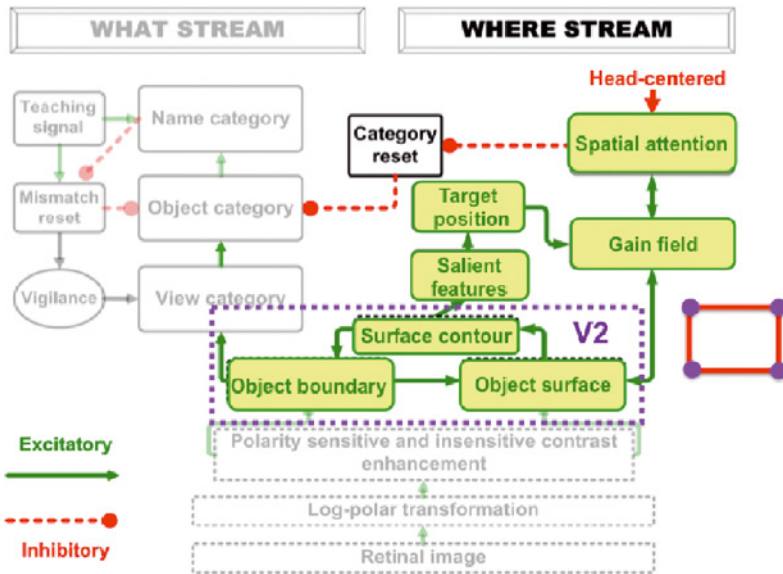 WHAT STREAM
WHERE STREAM
Head-centered
Teaching
signal
Name category
Category
reset
Spatial attention
Mismatch
reset
Object category
Target
position
Gain field
Salient
features
Vigilance
View category
Surface contour
V2
Object boundary
Object surface
Excitatory
Polarity sensitive and insensitive contrast
enhancement
Log-polar transformation
Inhibitory
Retinal image